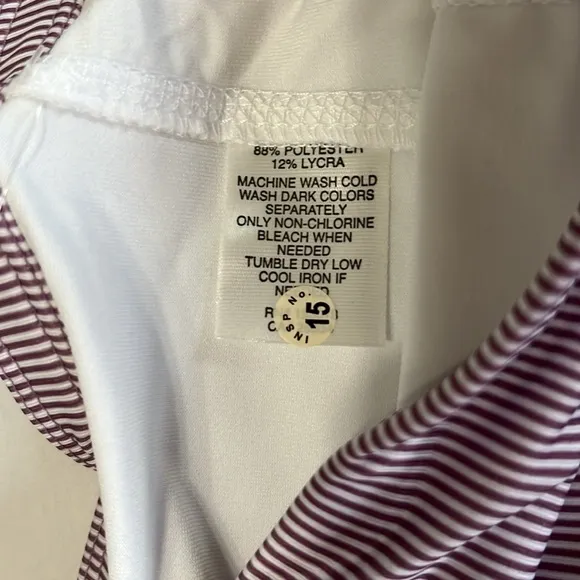 88% POLYESTER
12% LYCRA
MACHINE WASH COLD
WASH DARK COLORS
SEPARATELY
ONLY NON-CHLORINE
BLEACH WHEN
NEEDED
TUMBLE DRY LOW
COOL IRON IF
INSP No.
15